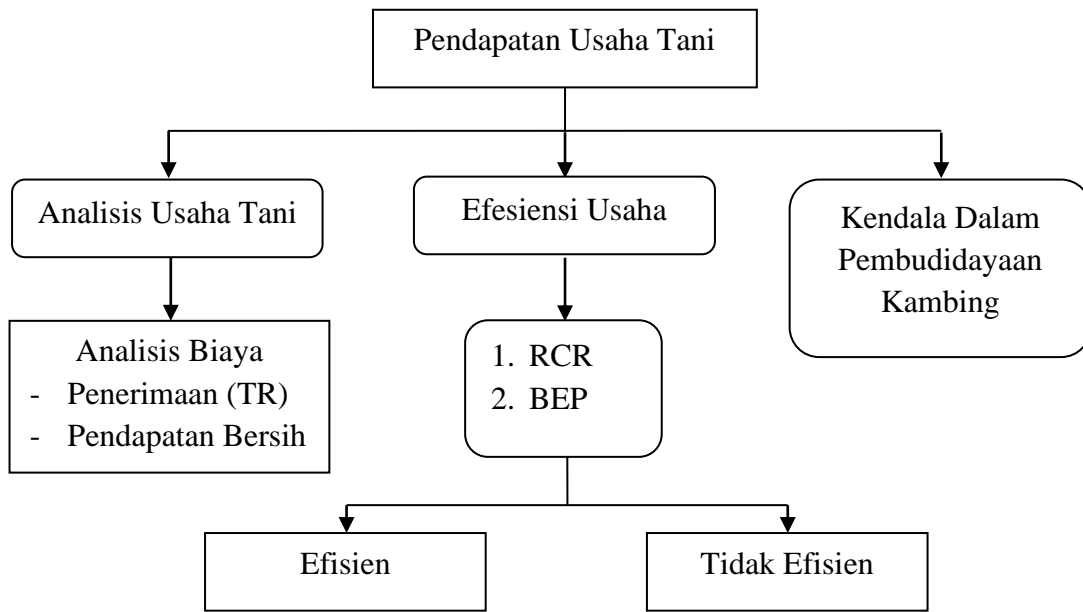 Pendapatan Usaha Tani
Analisis Usaha Tani
Efesiensi Usaha
Kendala Dalam
Pembudidayaan
Kambing
Analisis Biaya
- Penerimaan (TR)
- Pendapatan Bersih
1. RCR
2. BEP
Efisien
Tidak Efisien